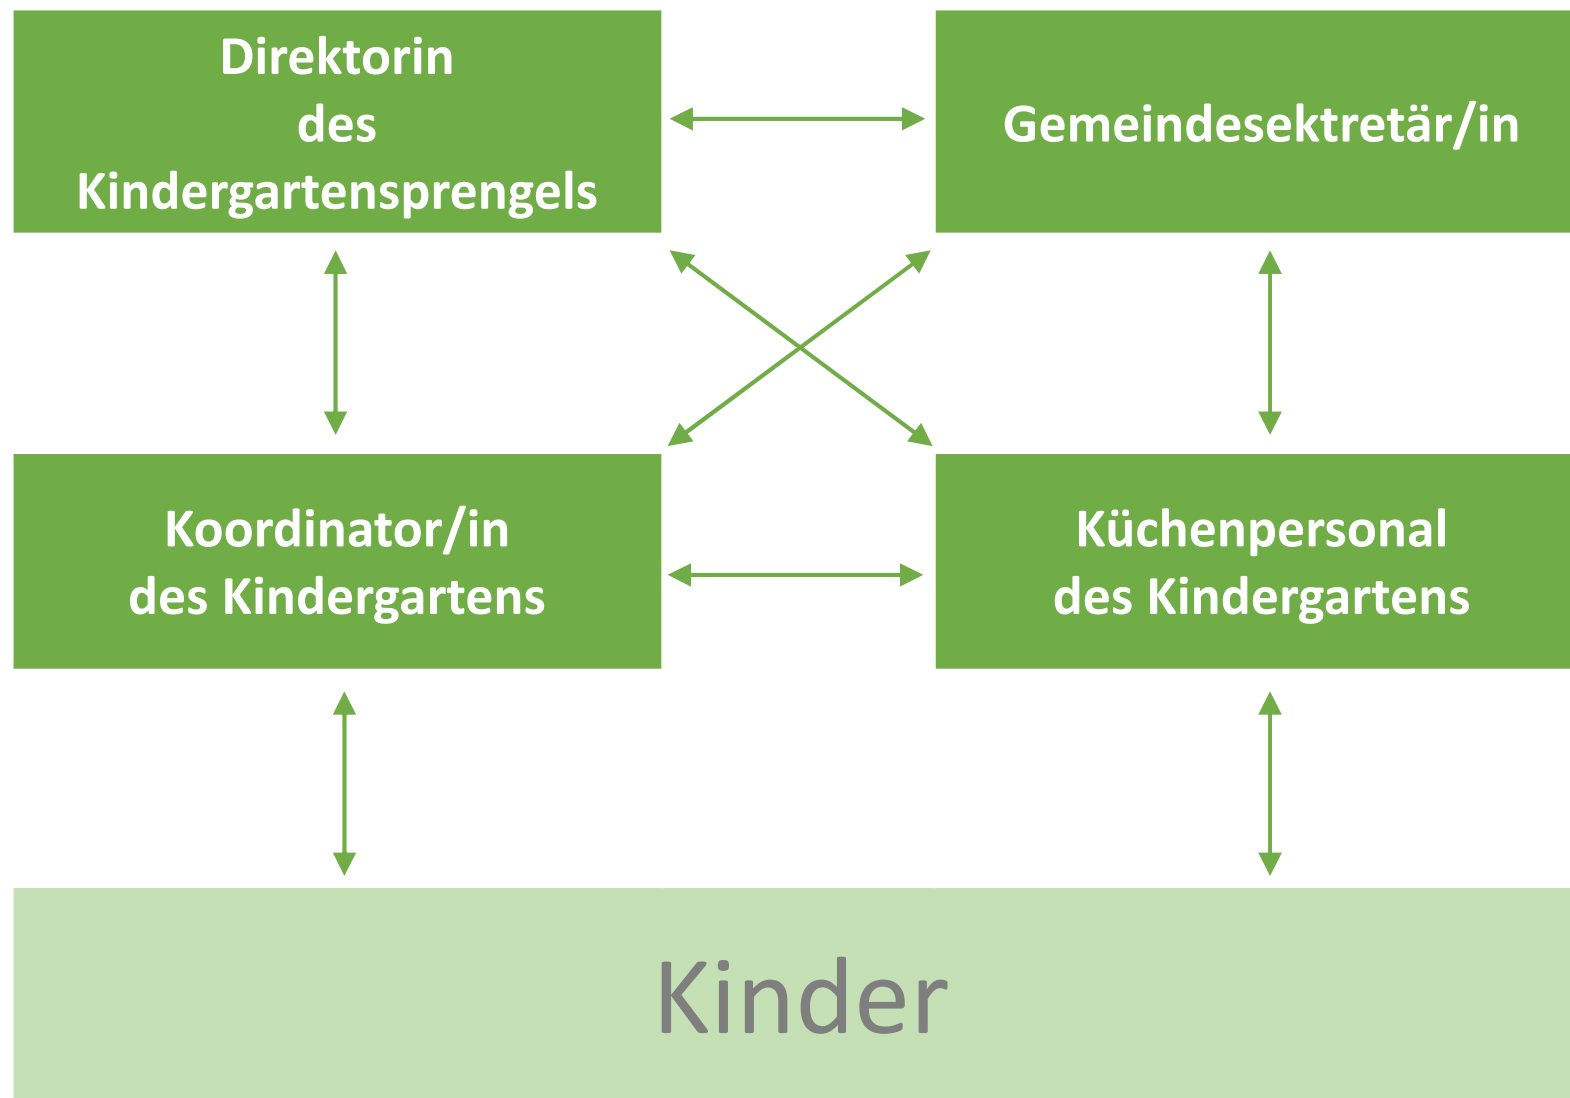 Direktorin
des
Kindergartensprengels
Gemeindesektretär/in
Koordinator/in
des Kindergartens
Küchenpersonal
des Kindergartens
Kinder